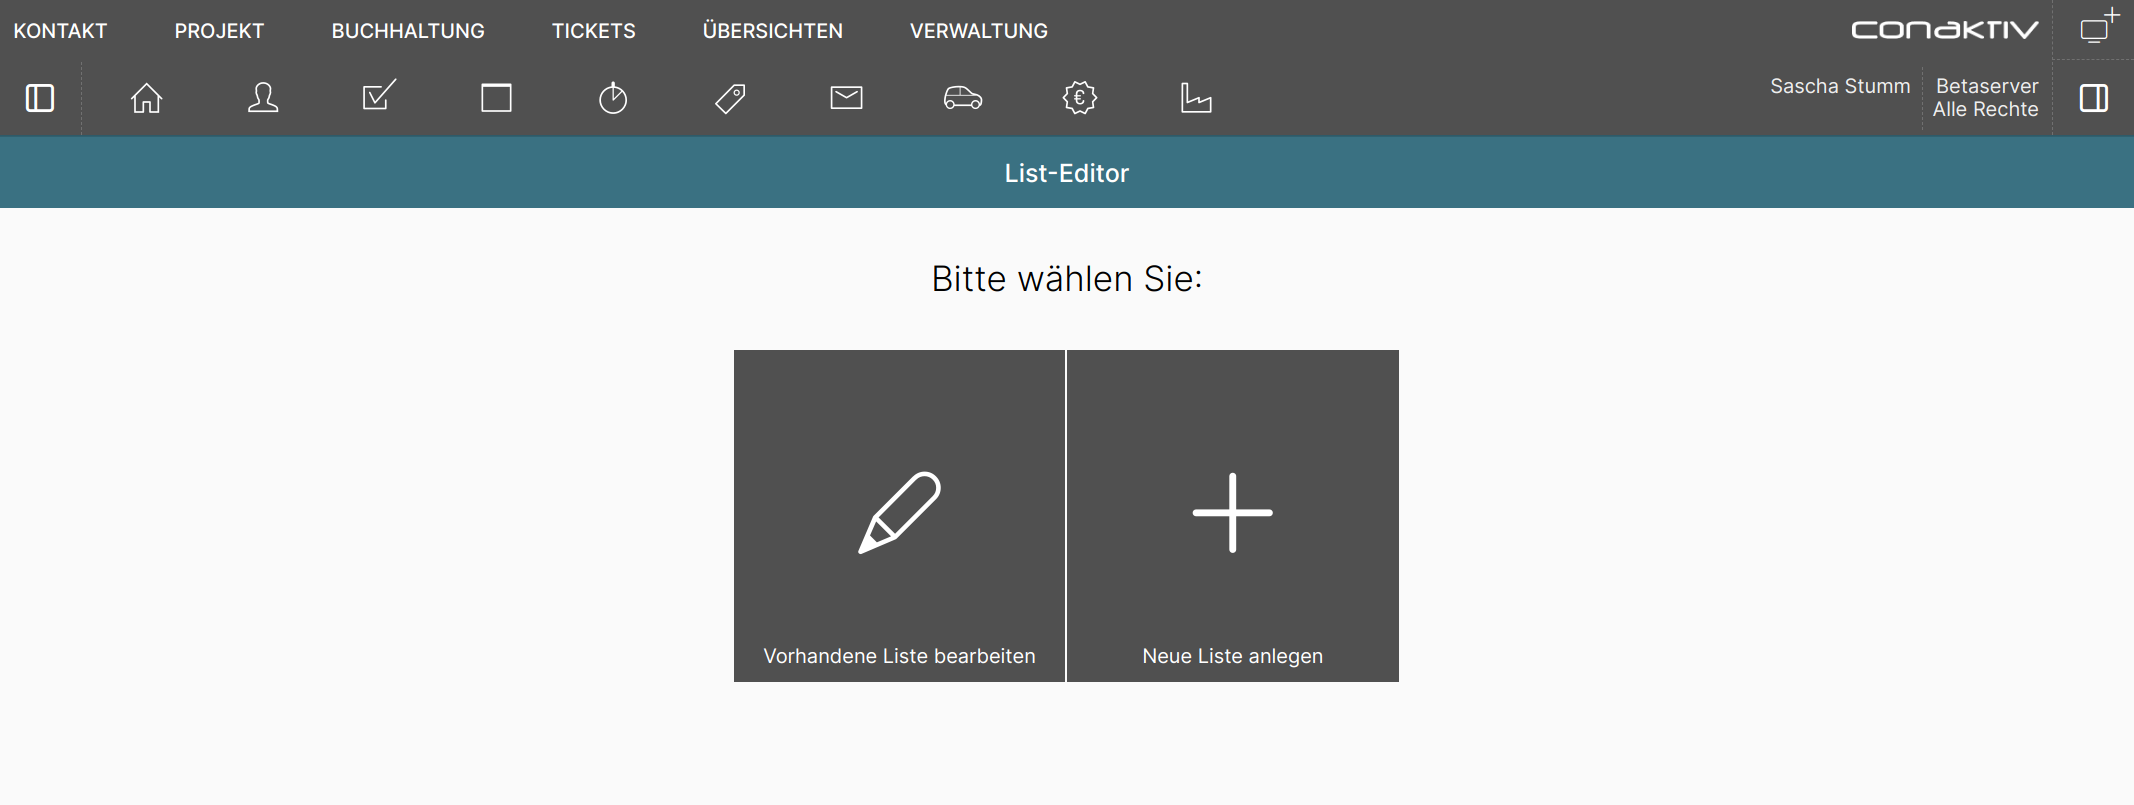 KONTAKT PROJEKT BUCHHALTUNG TICKETS ÜBERSICHTEN VERWALTUNG conaktiv
Sascha Stumm Betaserver
Alle Rechte
List-Editor
Bitte wählen Sie:
Vorhandene Liste bearbeiten Neue Liste anlegen